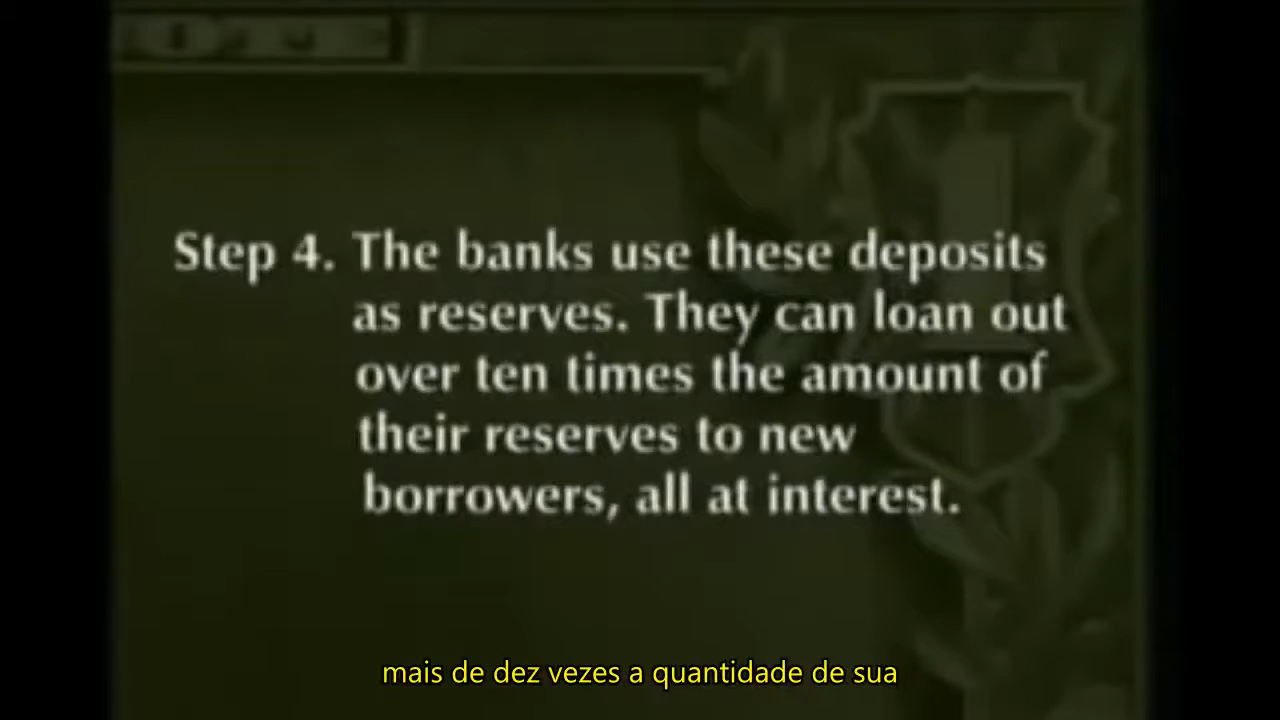 Step 4. The banks use these deposits
as reserves. They can loan out
over ten times the amount of
their reserves to new
borrowers, all at interest.
mais de dez vezes a quantidade de sua